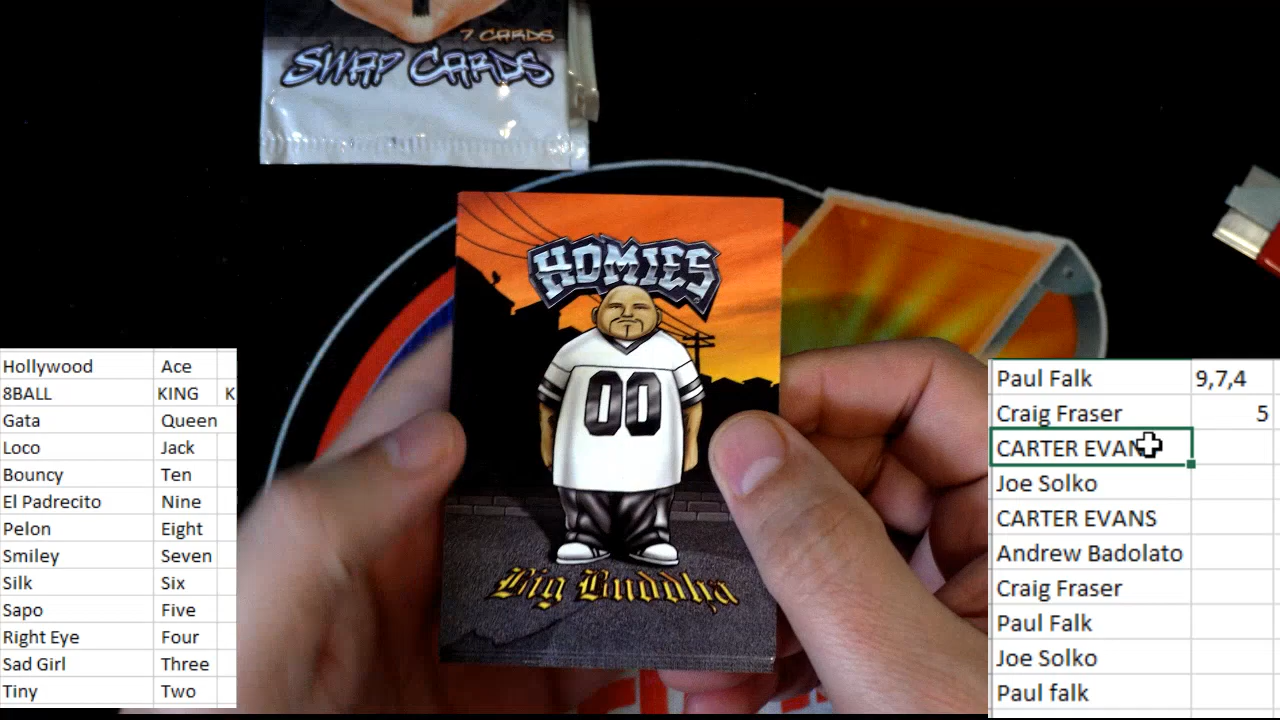 7 CARDS
SWAP CARDS
HOMIES
00
Big Buddha
Hollywood Ace
8BALL KING K
Gata Queen
Loco Jack
Bouncy Ten
El Padrecito Nine
Pelon Eight
Smiley Seven
Silk Six
Sapo Five
Right Eye Four
Sad Girl Three
Tiny Two
Paul Falk 9,7,4
Craig Fraser 5
CARTER EVANS
Joe Solko
CARTER EVANS
Andrew Badolato
Craig Fraser
Paul Falk
Joe Solko
Paul falk